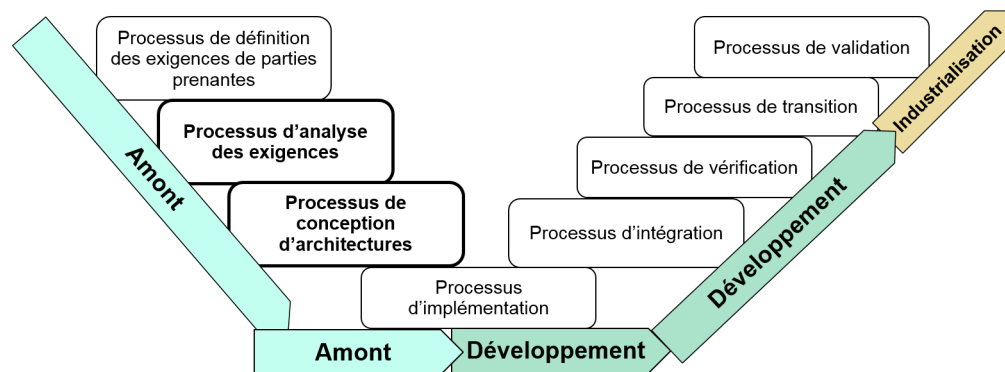 Processus de définition
des exigences de parties
prenantes
Processus d'analyse
des exigences
Processus de
conception
d'architectures
Processus
d'implémentation
Processus d'intégration
Processus de vérification
Processus de transition
Processus de validation
Amont
Amont
Développement
Développement
Industrialisation